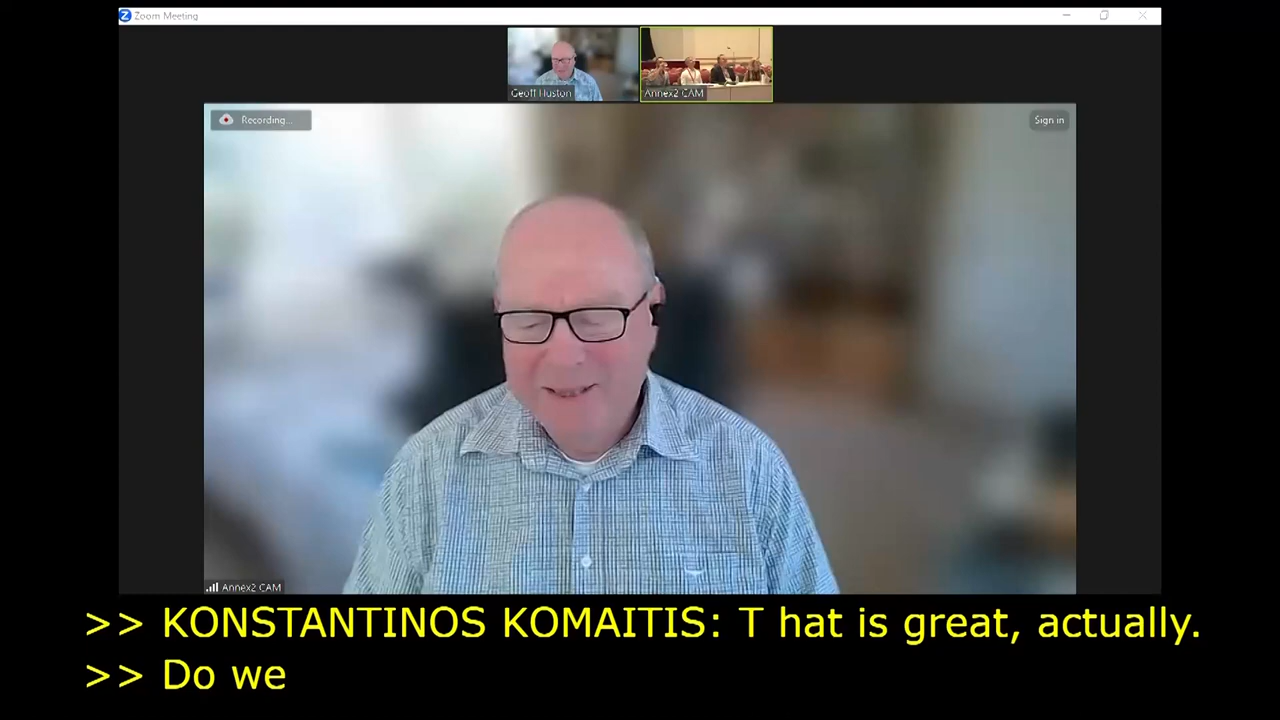 Zoom Meeting
Geoff Huston
Annex2 CAM
Recording...
Sign in
Annex2 CAM
>> KONSTANTINOS KOMAITIS: T hat is great, actually.
>> Do we